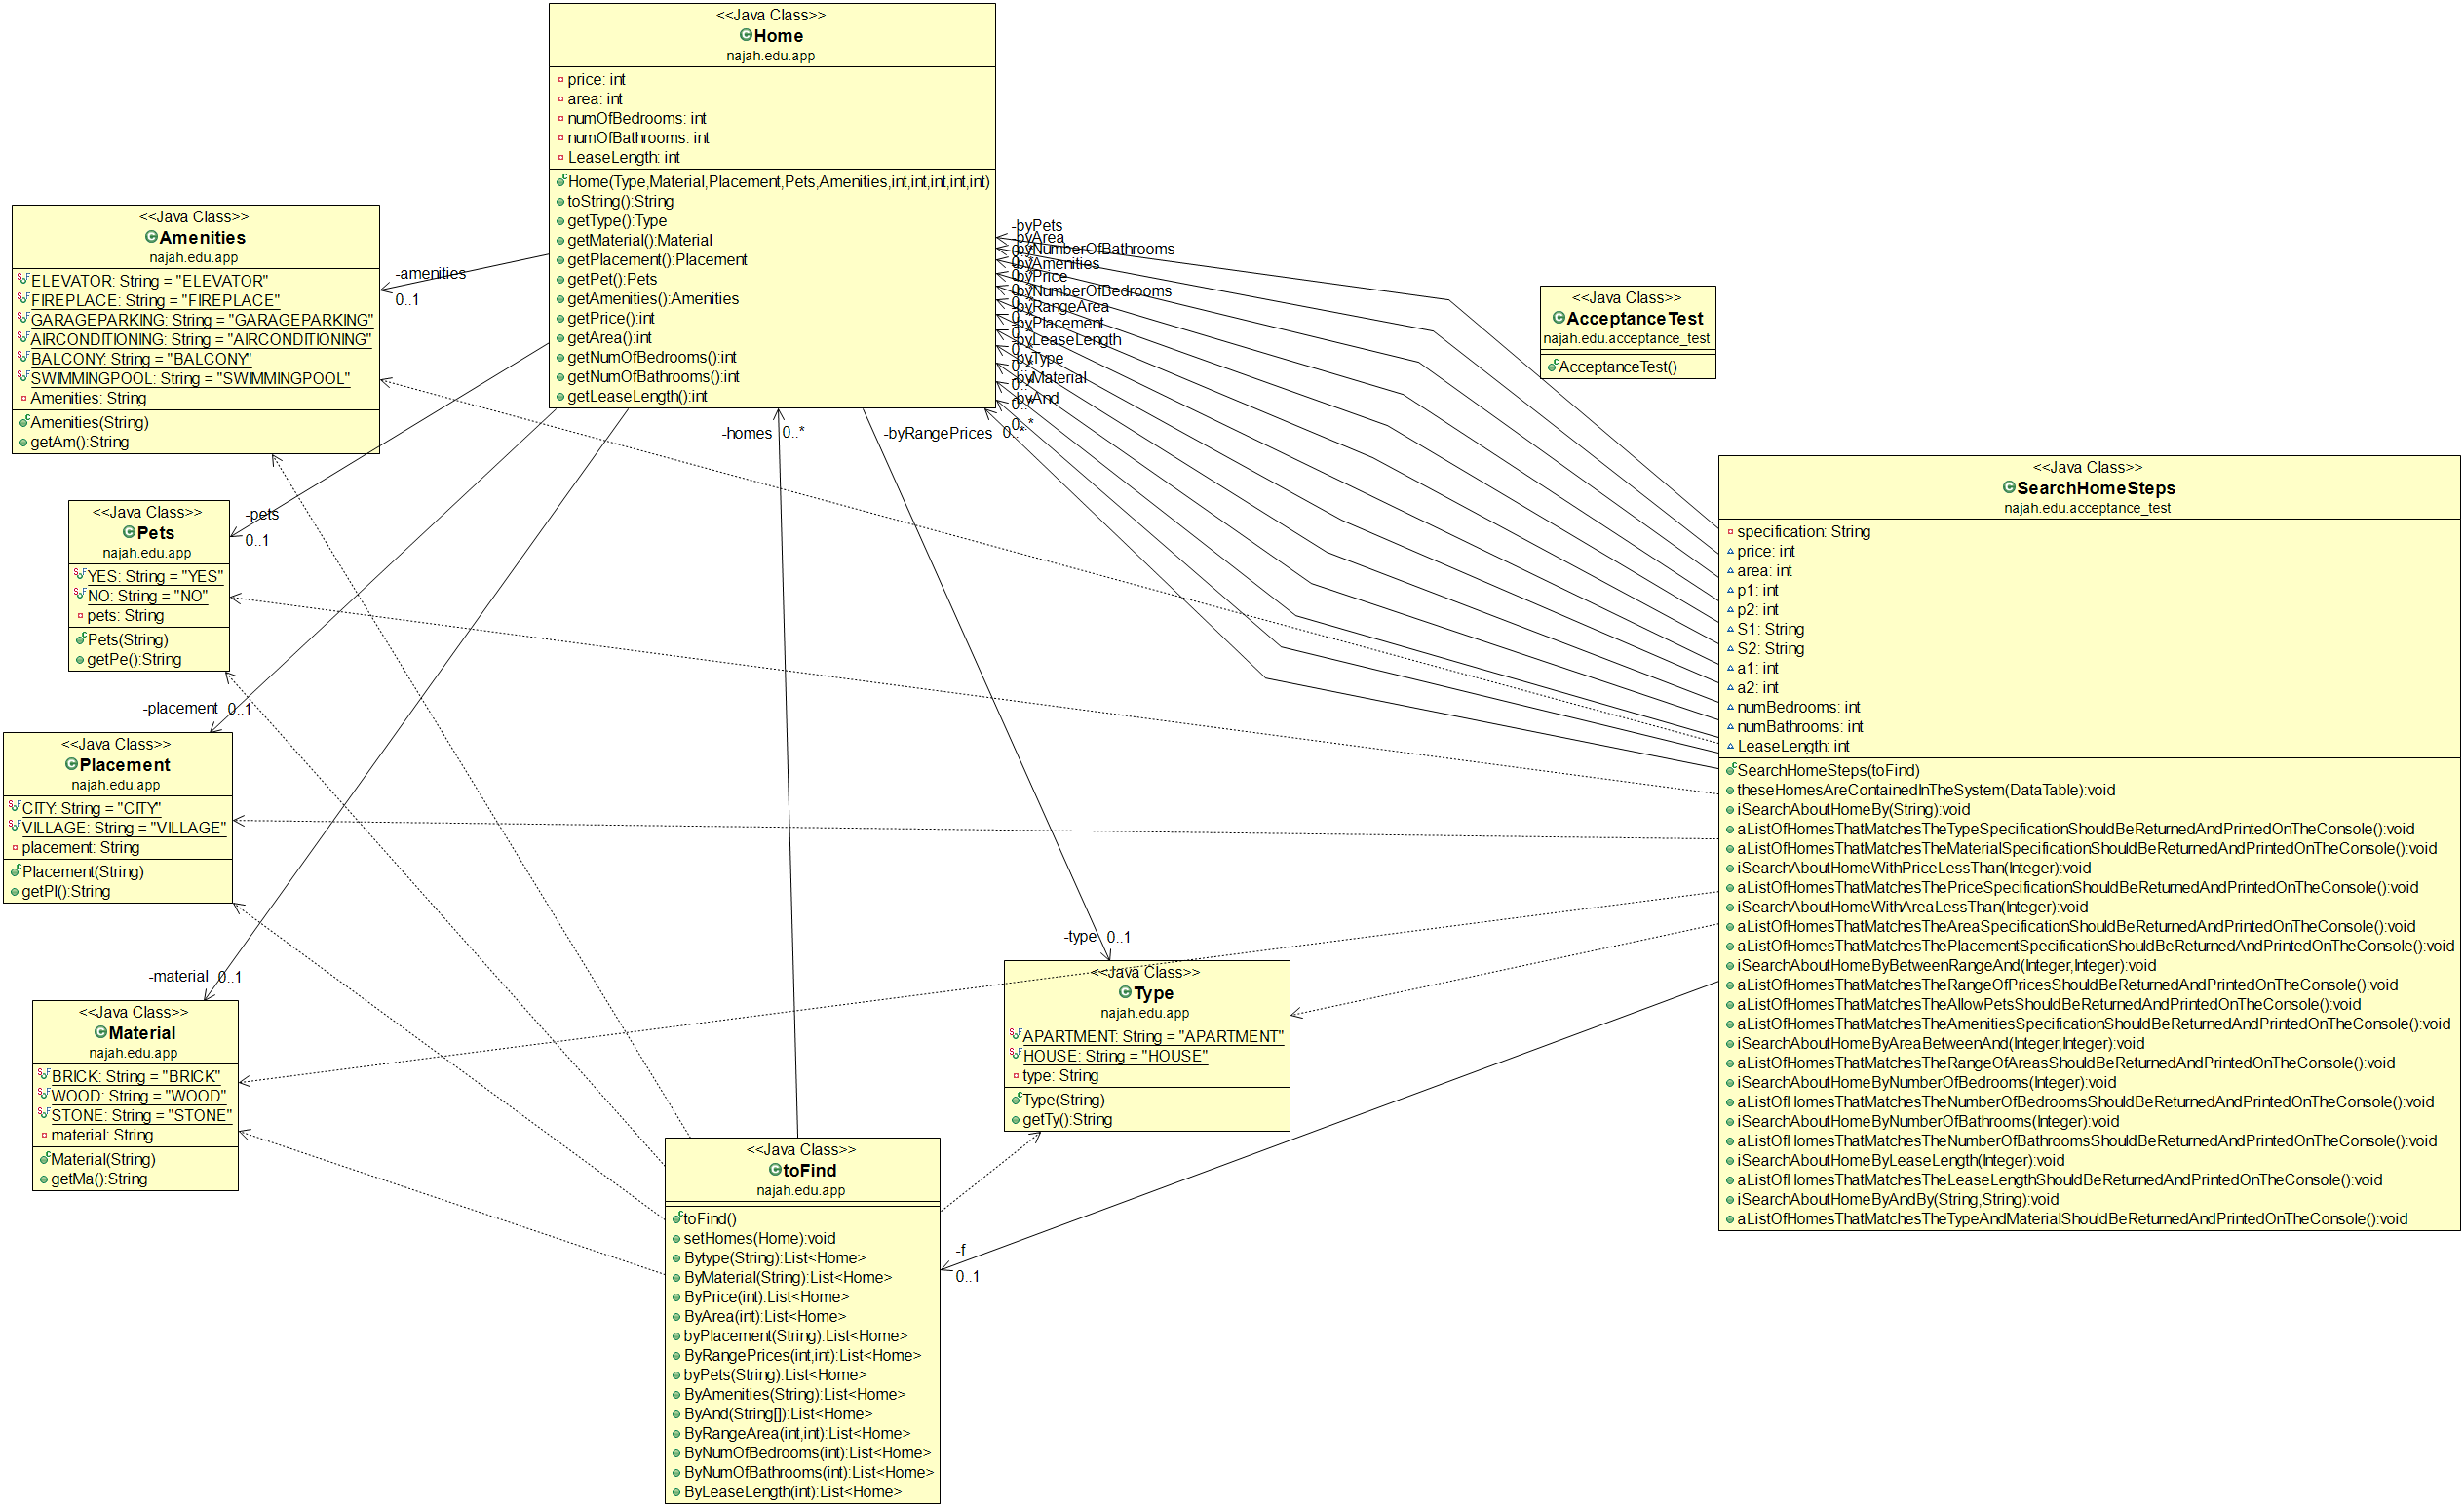 <<Java Class>>
Home
najah.edu.app
price: int
area: int
numOfBedrooms: int
numOfBathrooms: int
LeaseLength: int
Home(Type,Material,Placement,Pets,Amenities,int,int,int,int,int)
toString():String
getType():Type
getMaterial():Material
getPlacement():Placement
getPet():Pets
getAmenities():Amenities
getPrice():int
getArea():int
getNumOfBedrooms():int
getNumOfBathrooms():int
getLeaseLength():int
<<Java Class>>
Amenities
najah.edu.app
ELEVATOR: String = "ELEVATOR"
FIREPLACE: String = "FIREPLACE"
GARAGEPARKING: String = "GARAGEPARKING"
AIRCONDITIONING: String = "AIRCONDITIONING"
BALCONY: String = "BALCONY"
SWIMMINGPOOL: String = "SWIMMINGPOOL"
Amenities: String
Amenities(String)
getAm():String
-amenities
0..1
-byPets
-byArea
-byNumberOfBathrooms
-byAmenities
-byPrice
-byNumberOfBedrooms
-byRangeArea
-byPlacement
-byLeaseLength
-byType
-byMaterial
-byAnd
0..*
-byRangePrices
0..*
-homes
0..*
<<Java Class>>
AcceptanceTest
najah.edu.acceptance_test
AcceptanceTest()
<<Java Class>>
SearchHomeSteps
najah.edu.acceptance_test
specification: String
price: int
area: int
p1: int
p2: int
S1: String
S2: String
a1: int
a2: int
numBedrooms: int
numBathrooms: int
LeaseLength: int
SearchHomeSteps(toFind)
theseHomesAreContainedInTheSystem(DataTable):void
iSearchAboutHomeBy(String):void
aListOfHomesThatMatchesTheTypeSpecificationShouldBeReturnedAndPrintedOnTheConsole():void
aListOfHomesThatMatchesTheMaterialSpecificationShouldBeReturnedAndPrintedOnTheConsole():void
iSearchAboutHomeWithPriceLessThan(Integer):void
aListOfHomesThatMatchesThePriceSpecificationShouldBeReturnedAndPrintedOnTheConsole():void
iSearchAboutHomeWithAreaLessThan(Integer):void
aListOfHomesThatMatchesTheAreaSpecificationShouldBeReturnedAndPrintedOnTheConsole():void
aListOfHomesThatMatchesThePlacementSpecificationShouldBeReturnedAndPrintedOnTheConsole():void
iSearchAboutHomeByBetweenRangeAnd(Integer,Integer):void
aListOfHomesThatMatchesTheRangeOfPricesShouldBeReturnedAndPrintedOnTheConsole():void
aListOfHomesThatMatchesTheAllowPetsShouldBeReturnedAndPrintedOnTheConsole():void
aListOfHomesThatMatchesTheAmenitiesSpecificationShouldBeReturnedAndPrintedOnTheConsole():void
iSearchAboutHomeByAreaBetweenAnd(Integer,Integer):void
aListOfHomesThatMatchesTheRangeOfAreasShouldBeReturnedAndPrintedOnTheConsole():void
iSearchAboutHomeByNumberOfBedrooms(Integer):void
aListOfHomesThatMatchesTheNumberOfBedroomsShouldBeReturnedAndPrintedOnTheConsole():void
iSearchAboutHomeByNumberOfBathrooms(Integer):void
aListOfHomesThatMatchesTheNumberOfBathroomsShouldBeReturnedAndPrintedOnTheConsole():void
iSearchAboutHomeByLeaseLength(Integer):void
aListOfHomesThatMatchesTheLeaseLengthShouldBeReturnedAndPrintedOnTheConsole():void
iSearchAboutHomeByAndBy(String,String):void
aListOfHomesThatMatchesTheTypeAndMaterialShouldBeReturnedAndPrintedOnTheConsole():void
<<Java Class>>
Pets
najah.edu.app
YES: String = "YES"
NO: String = "NO"
pets: String
Pets(String)
getPe():String
-pets
0..1
-placement 0..1
<<Java Class>>
Placement
najah.edu.app
CITY: String = "CITY"
VILLAGE: String = "VILLAGE"
placement: String
Placement(String)
getPl():String
-material 0..1
<<Java Class>>
Material
najah.edu.app
BRICK: String = "BRICK"
WOOD: String = "WOOD"
STONE: String = "STONE"
material: String
Material(String)
getMa():String
-type 0..1
<<Java Class>>
Type
najah.edu.app
APARTMENT: String = "APARTMENT"
HOUSE: String = "HOUSE"
type: String
Type(String)
getTy():String
<<Java Class>>
toFind
najah.edu.app
toFind()
setHomes(Home):void
Bytype(String):List<Home>
ByMaterial(String):List<Home>
ByPrice(int):List<Home>
ByArea(int):List<Home>
byPlacement(String):List<Home>
ByRangePrices(int,int):List<Home>
byPets(String):List<Home>
ByAmenities(String):List<Home>
ByAnd(String[]):List<Home>
ByRangeArea(int,int):List<Home>
ByNumOfBedrooms(int):List<Home>
ByNumOfBathrooms(int):List<Home>
ByLeaseLength(int):List<Home>
-f
0..1